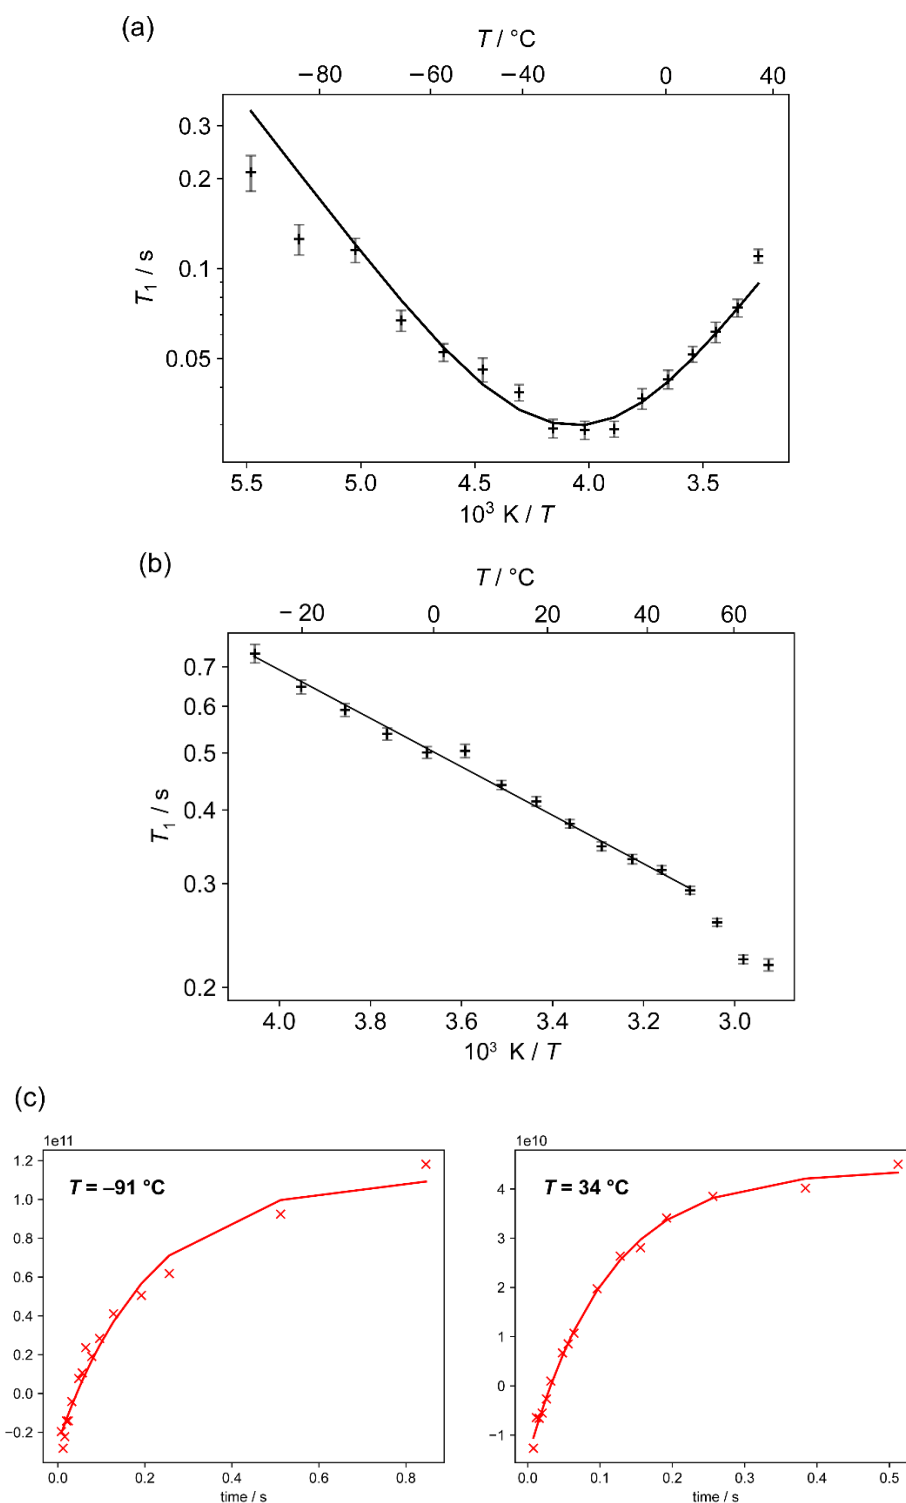 (a)
T / °C
−80 −60 −40 0 40
0.3
0.2
0.1
0.05
T1 / s
5.5 5.0 4.5 4.0 3.5
10³ K / T
(b)
T / °C
− 20 0 20 40 60
0.7
0.6
0.5
0.4
0.3
0.2
T1 / s
4.0 3.8 3.6 3.4 3.2 3.0
10³ K / T
(c)
1e11
T = –91 °C
1.2
1.0
0.8
0.6
0.4
0.2
0.0
−0.2
0.0 0.2 0.4 0.6 0.8
time / s
1e10
T = 34 °C
4
3
2
1
0
−1
0.0 0.1 0.2 0.3 0.4 0.5
time / s